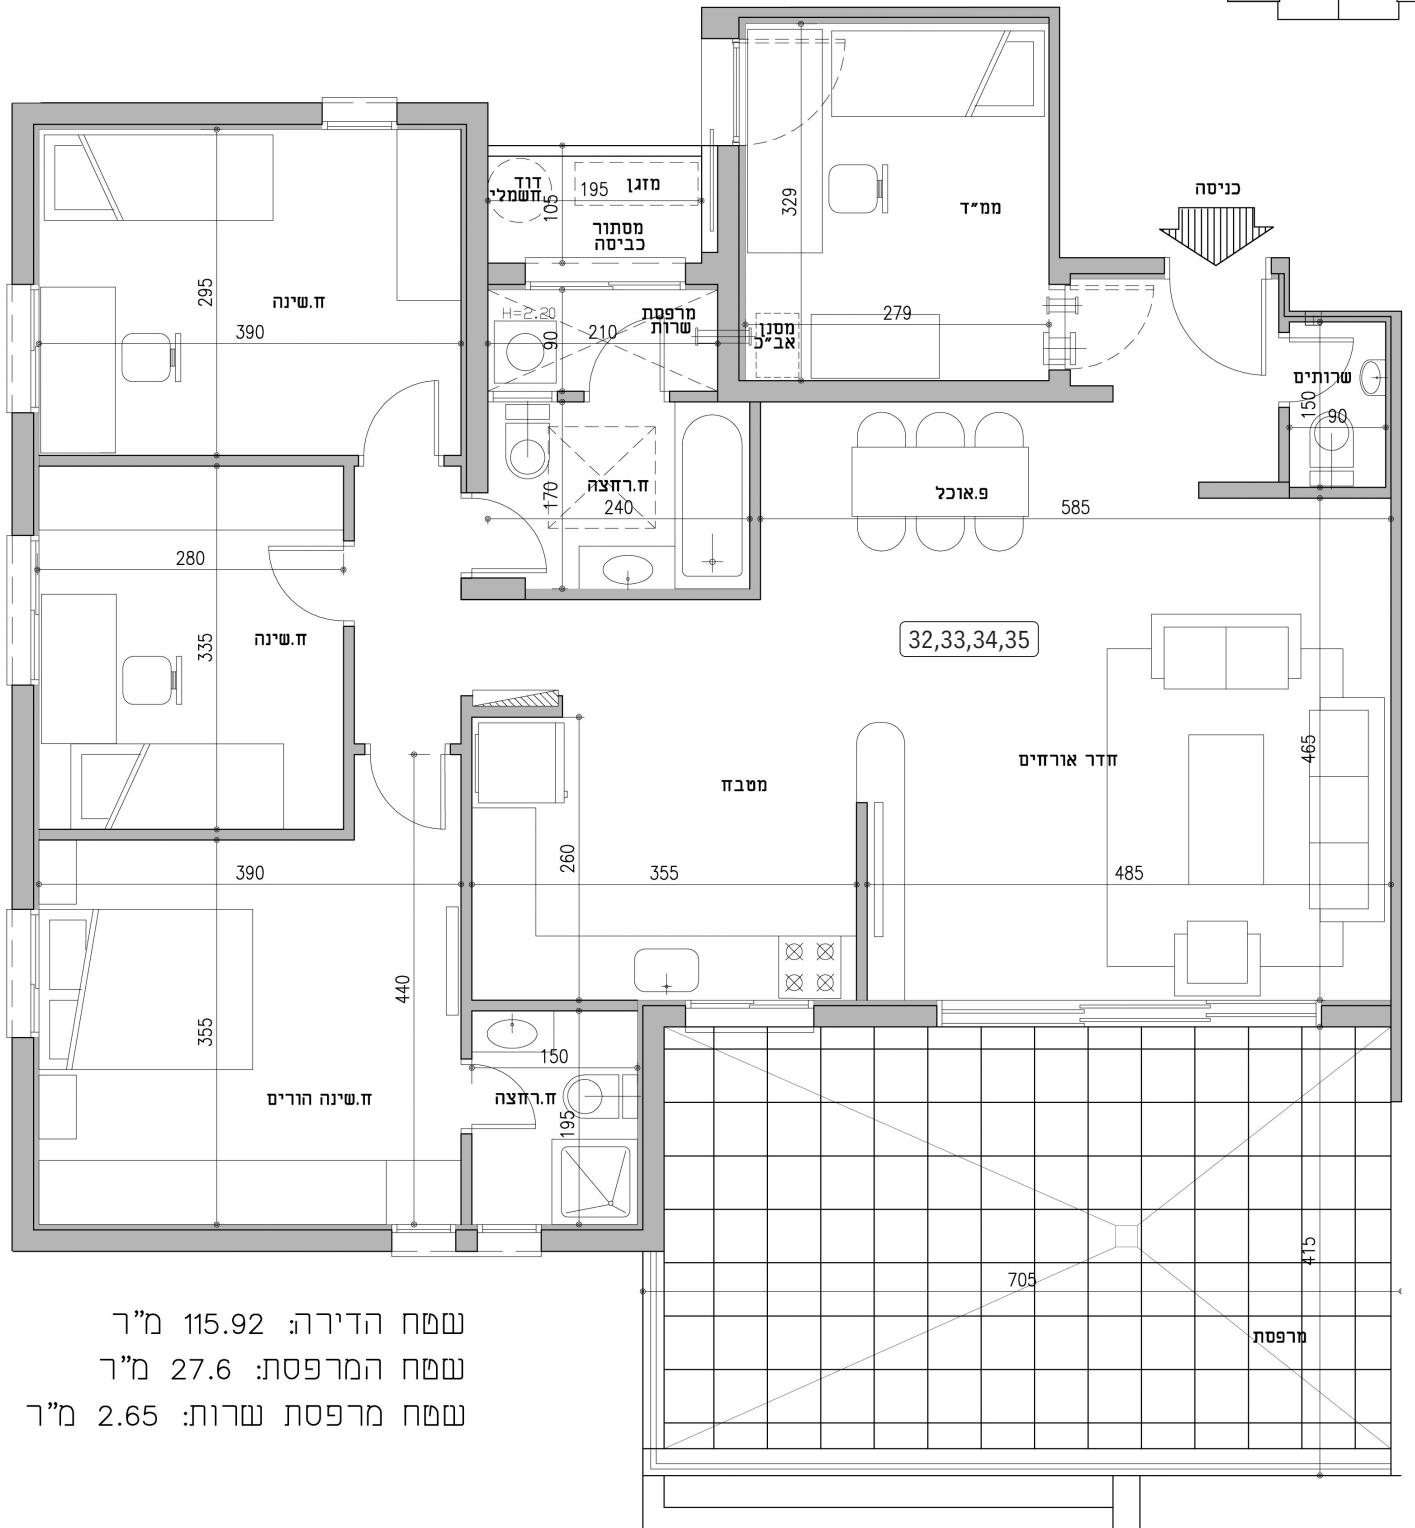 כניסה
דוד
חשמלי
195
מזגן
105
מסתור
כביסה
329
ממ"ד
295
ח.שינה
390
H=2.20
90
210
מרפסת
שרות
מסנן
אב"כ
279
שרותים
150
90
170
ח.רחצה
240
פ.אוכל
585
280
335
ח.שינה
32,33,34,35
465
חדר אורחים
מטבח
260
390
355
485
440
355
150
ח.שינה הורים
ח.רחצה
195
415
705
מרפסת
שטח הדירה: 115.92 מ"ר
שטח המרפסת: 27.6 מ"ר
שטח מרפסת שרות: 2.65 מ"ר